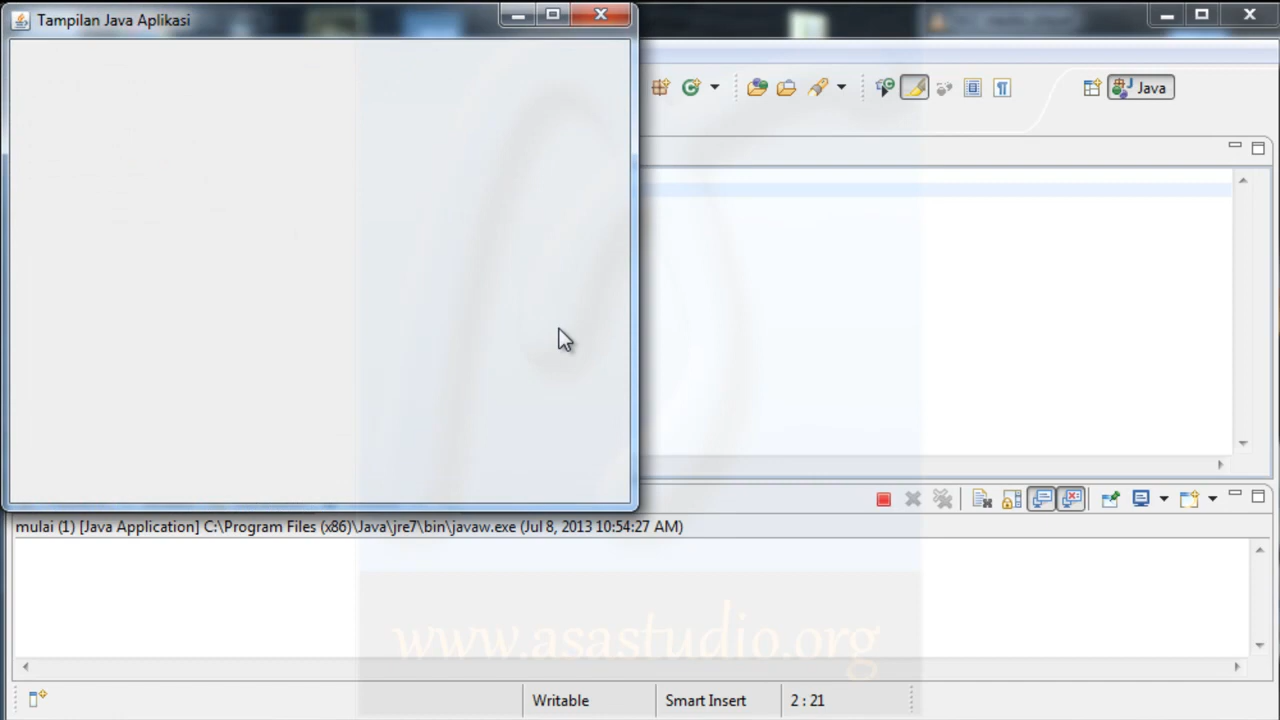 Tampilan Java Aplikasi
Java
mulai (1) [Java Application] C:\Program Files (x86)\Java\jre7\bin\javaw.exe (Jul 8, 2013 10:54:27 AM)
www.asastudio.org
Writable
Smart Insert
2 : 21